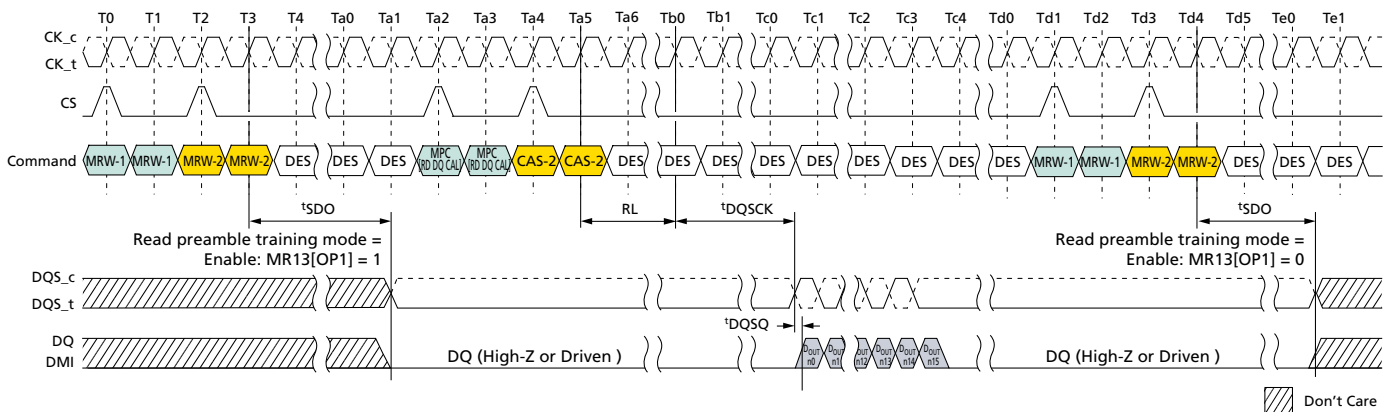 T0 T1 T2 T3 T4 Ta0 Ta1 Ta2 Ta3 Ta4 Ta5 Ta6 Tb0 Tb1 Tc0 Tc1 Tc2 Tc3 Tc4 Td0 Td1 Td2 Td3 Td4 Td5 Te0 Te1
CK_c
CK_t
CS
Command MRW-1 MRW-1 MRW-2 MRW-2 DES DES DES MPC [RD DQ CAL] MPC [RD DQ CAL] CAS-2 CAS-2 DES DES DES DES DES DES DES DES DES MRW-1 MRW-1 MRW-2 MRW-2 DES DES DES
tSDO RL tDQSCK tSDO
Read preamble training mode =
Enable: MR13[OP1] = 1
Read preamble training mode =
Enable: MR13[OP1] = 0
DQS_c
DQS_t
tDQSQ
DQ
DMI
DQ (High-Z or Driven )
DOUT n0 DOUT n1 OUT n12 DOUT n13 DOUT n14 DOUT n15
DQ (High-Z or Driven )
Don't Care